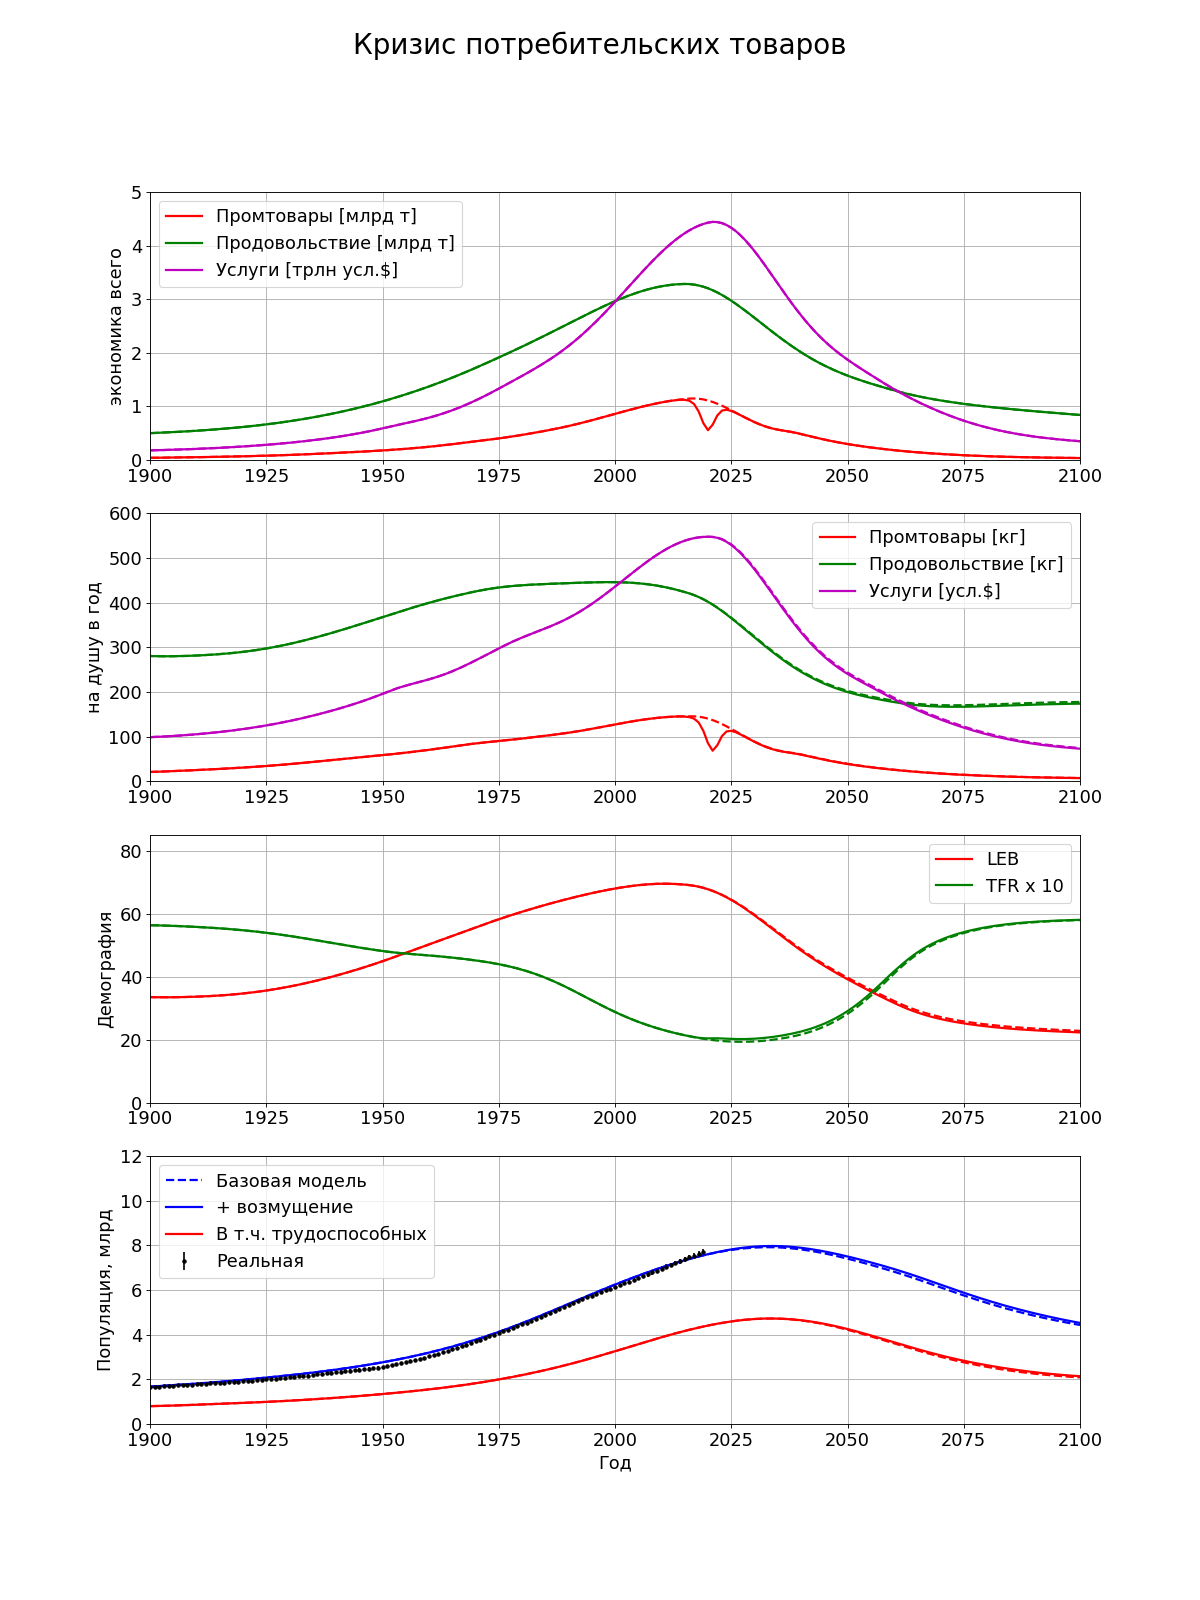 Кризис потребительских товаров
экономика всего
5
4
3
2
1
0
Промтовары [млрд т]
Продовольствие [млрд т]
Услуги [трлн усл.$]
1900 1925 1950 1975 2000 2025 2050 2075 2100
на душу в год
600
500
400
300
200
100
0
Промтовары [кг]
Продовольствие [кг]
Услуги [усл.$]
1900 1925 1950 1975 2000 2025 2050 2075 2100
Демография
80
60
40
20
0
LEB
TFR x 10
1900 1925 1950 1975 2000 2025 2050 2075 2100
Популяция, млрд
12
10
8
6
4
2
0
Базовая модель
+ возмущение
В т.ч. трудоспособных
Реальная
1900 1925 1950 1975 2000 2025 2050 2075 2100
Год